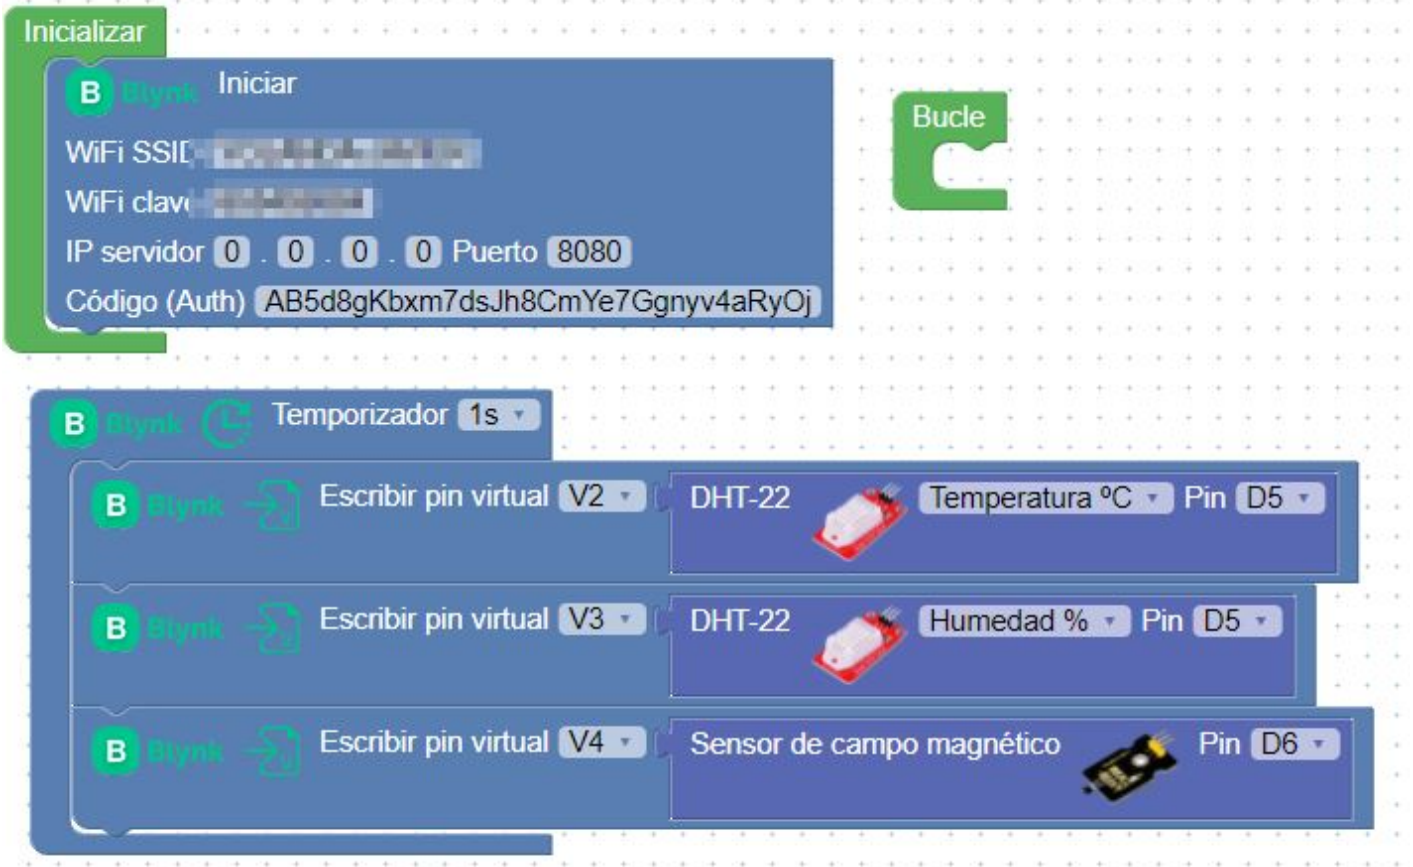 Inicializar
B Blynk Iniciar
WiFi SSID
WiFi clave
IP servidor 0 . 0 . 0 . 0 Puerto 8080
Código (Auth) AB5d8gKbxm7dsJh8CmYe7Ggnyv4aRyOj
Bucle
B Blynk Temporizador 1s
B Blynk Escribir pin virtual V2 DHT-22 Temperatura ºC Pin D5
B Blynk Escribir pin virtual V3 DHT-22 Humedad % Pin D5
B Blynk Escribir pin virtual V4 Sensor de campo magnético Pin D6